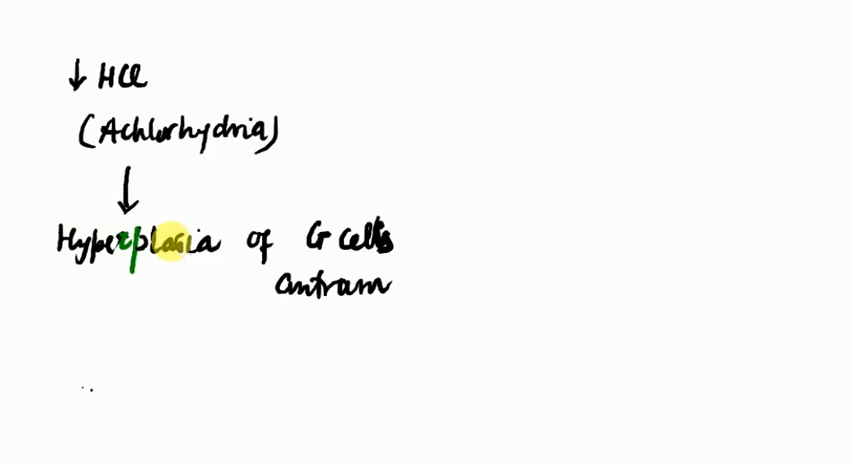 ↓ HCl
(Achlorhydria)
↓
Hyperplasia of G cells
antrum